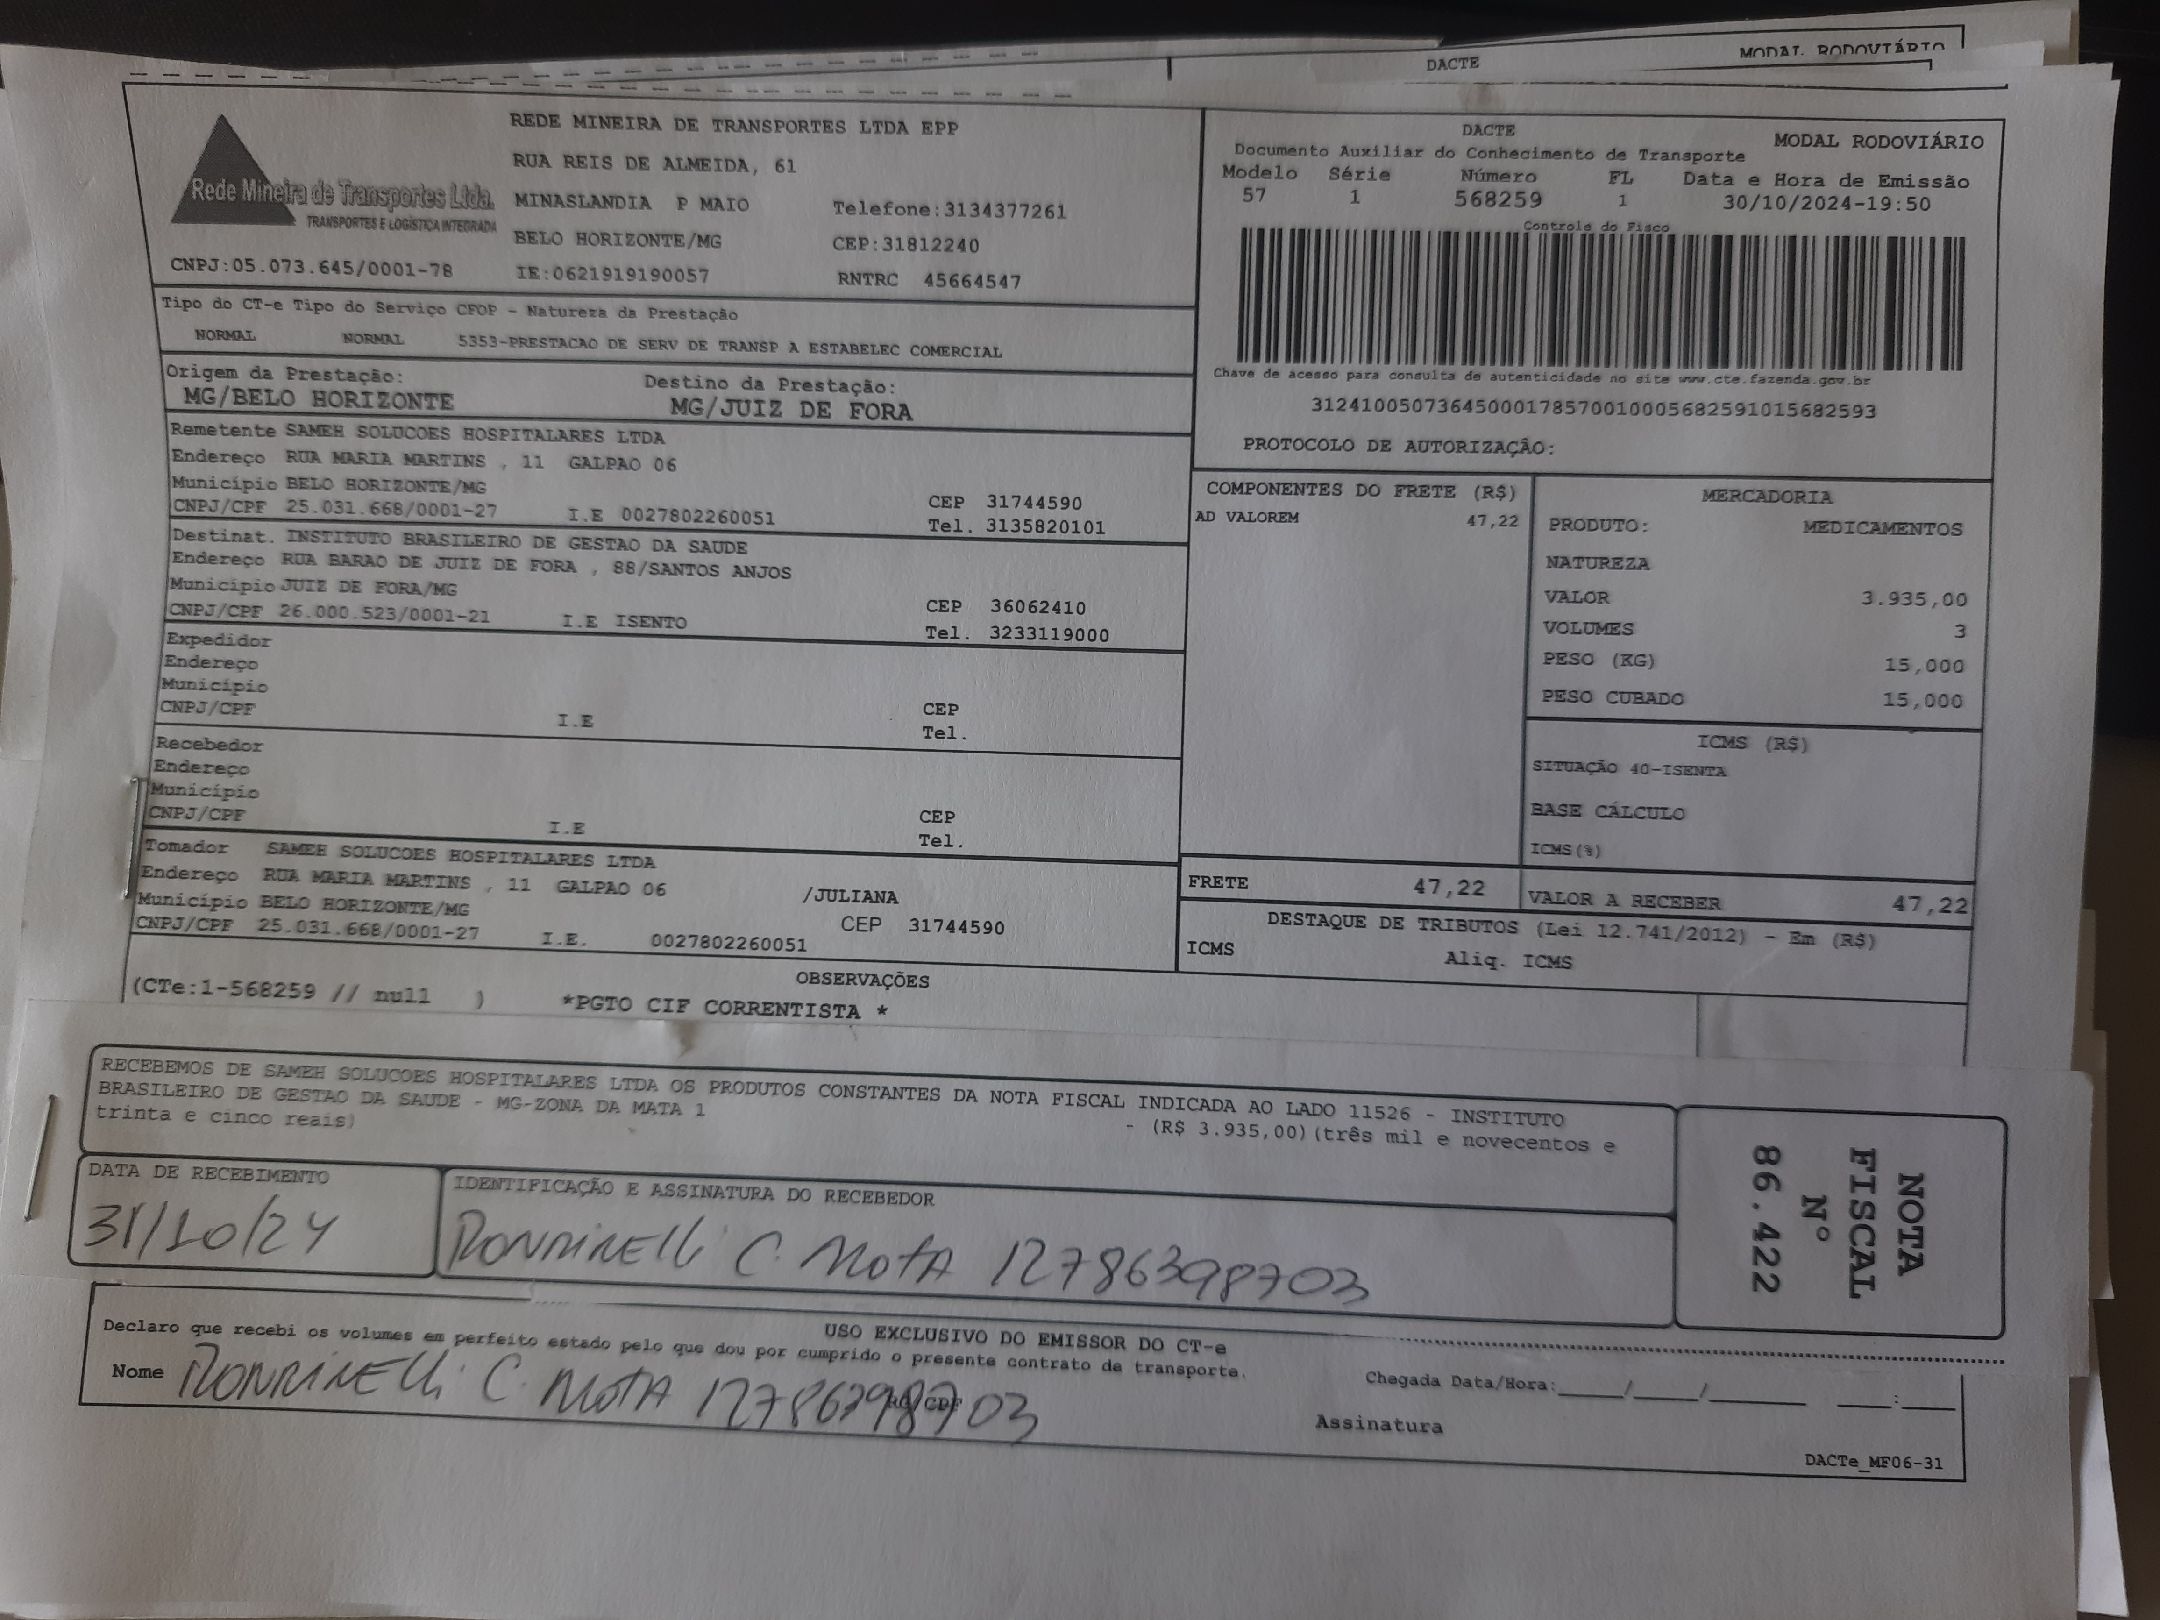 DACTE
MODAL RODOVIÁRIO
REDE MINEIRA DE TRANSPORTES LTDA EPP
RUA REIS DE ALMEIDA, 61
Rede Mineira de Transportes Ltda.
TRANSPORTES E LOGÍSTICA INTEGRADA
MINASLANDIA P MAIO Telefone:3134377261
BELO HORIZONTE/MG CEP:31812240
CNPJ:05.073.645/0001-78 IE:0621919190057 RNTRC 45664547
DACTE MODAL RODOVIÁRIO
Documento Auxiliar do Conhecimento de Transporte
Modelo Série Número FL Data e Hora de Emissão
57 1 568259 1 30/10/2024-19:50
Controle do Fisco
Chave de acesso para consulta de autenticidade no site www.cte.fazenda.gov.br
31241005073645000178570010005682591015682593
PROTOCOLO DE AUTORIZAÇÃO:
Tipo do CT-e Tipo do Serviço CFOP - Natureza da Prestação
NORMAL NORMAL 5353-PRESTACAO DE SERV DE TRANSP A ESTABELEC COMERCIAL
Origem da Prestação: Destino da Prestação:
MG/BELO HORIZONTE MG/JUIZ DE FORA
Remetente SAMEH SOLUCOES HOSPITALARES LTDA
Endereço RUA MARIA MARTINS , 11 GALPAO 06
Município BELO HORIZONTE/MG CEP 31744590
CNPJ/CPF 25.031.668/0001-27 I.E 0027802260051 Tel. 3135820101
Destinat. INSTITUTO BRASILEIRO DE GESTAO DA SAUDE
Endereço RUA BARAO DE JUIZ DE FORA , 88/SANTOS ANJOS
Município JUIZ DE FORA/MG CEP 36062410
CNPJ/CPF 26.000.523/0001-21 I.E ISENTO Tel. 3233119000
Expedidor
Endereço
Município CEP
CNPJ/CPF I.E Tel.
Recebedor
Endereço
Município CEP
CNPJ/CPF I.E Tel.
Tomador SAMEH SOLUCOES HOSPITALARES LTDA
Endereço RUA MARIA MARTINS , 11 GALPAO 06 /JULIANA
Município BELO HORIZONTE/MG CEP 31744590
CNPJ/CPF 25.031.668/0001-27 I.E. 0027802260051
COMPONENTES DO FRETE (R$)
AD VALOREM 47,22
MERCADORIA
PRODUTO: MEDICAMENTOS
NATUREZA
VALOR 3.935,00
VOLUMES 3
PESO (KG) 15,000
PESO CUBADO 15,000
ICMS (R$)
SITUAÇÃO 40-ISENTA
BASE CÁLCULO
ICMS(%)
FRETE 47,22 VALOR A RECEBER 47,22
DESTAQUE DE TRIBUTOS (Lei 12.741/2012) - Em (R$)
ICMS Aliq. ICMS
OBSERVAÇÕES
(CTe:1-568259 // null ) *PGTO CIF CORRENTISTA *
RECEBEMOS DE SAMEH SOLUCOES HOSPITALARES LTDA OS PRODUTOS CONSTANTES DA NOTA FISCAL INDICADA AO LADO 11526 - INSTITUTO
BRASILEIRO DE GESTAO DA SAUDE - MG-ZONA DA MATA 1 - (R$ 3.935,00)(três mil e novecentos e
trinta e cinco reais)
DATA DE RECEBIMENTO IDENTIFICAÇÃO E ASSINATURA DO RECEBEDOR
31/10/24 RONRINELLI C. MOTA 12786398703
NOTA
FISCAL
Nº
86.422
USO EXCLUSIVO DO EMISSOR DO CT-e
Declaro que recebi os volumes em perfeito estado pelo que dou por cumprido o presente contrato de transporte.
Nome RONRINELLI C. MOTA 12786398703 RG/CPF
Chegada Data/Hora:_____/_____/_______ ____:____
Assinatura
DACTe_MF06-31